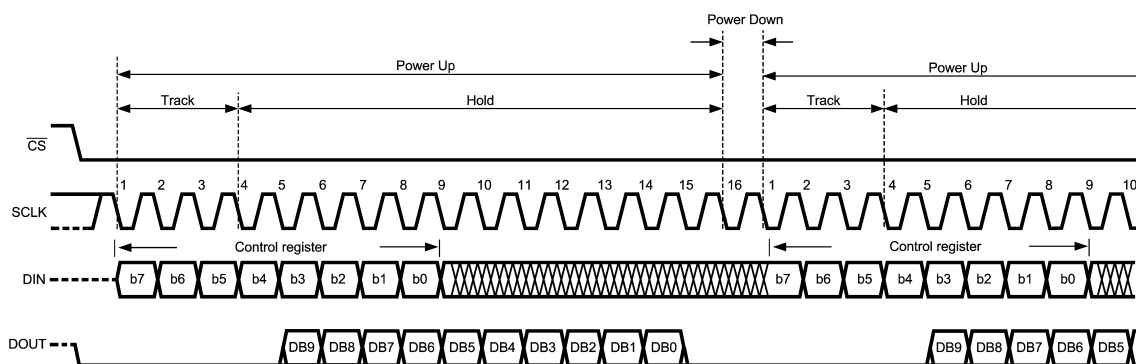 Power Down
Power Up
Power Up
Track
Hold
Track
Hold
CS
1 2 3 4 5 6 7 8 9 10 11 12 13 14 15 16 1 2 3 4 5 6 7 8 9 10
SCLK
Control register
Control register
DIN b7 b6 b5 b4 b3 b2 b1 b0 b7 b6 b5 b4 b3 b2 b1 b0
DOUT DB9 DB8 DB7 DB6 DB5 DB4 DB3 DB2 DB1 DB0 DB9 DB8 DB7 DB6 DB5